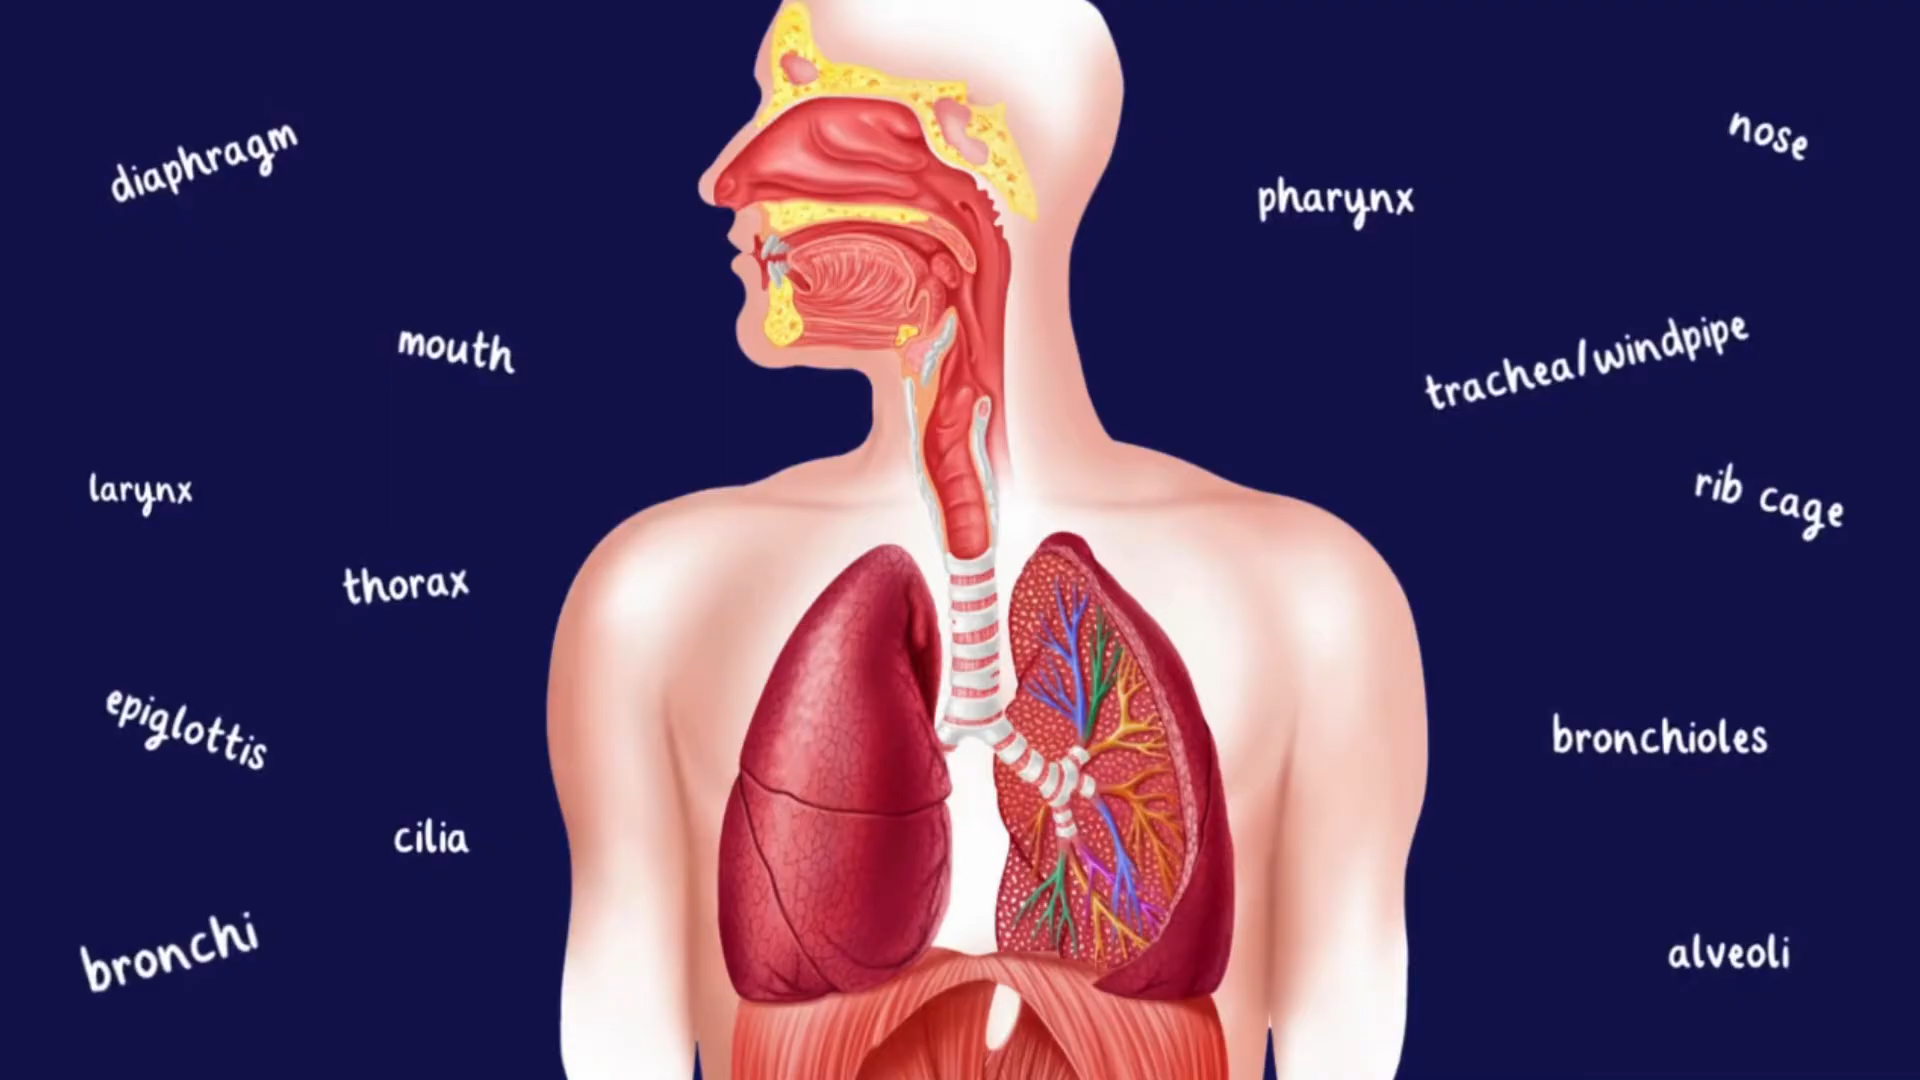 diaphragm
mouth
larynx
thorax
epiglottis
cilia
bronchi
nose
pharynx
trachea/windpipe
rib cage
bronchioles
alveoli